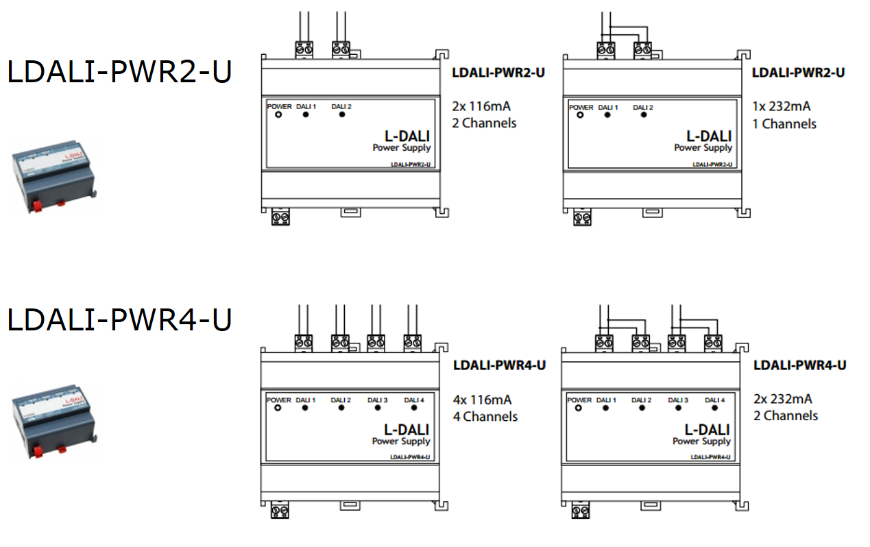 LDALI-PWR2-U
POWER DALI 1 DALI 2
L-DALI
Power Supply
LDALI-PWR2-U
LDALI-PWR2-U
2x 116mA
2 Channels
POWER DALI 1 DALI 2
L-DALI
Power Supply
LDALI-PWR2-U
LDALI-PWR2-U
1x 232mA
1 Channels
LDALI-PWR4-U
POWER DALI 1 DALI 2 DALI 3 DALI 4
L-DALI
Power Supply
LDALI-PWR4-U
LDALI-PWR4-U
4x 116mA
4 Channels
POWER DALI 1 DALI 2 DALI 3 DALI 4
L-DALI
Power Supply
LDALI-PWR4-U
LDALI-PWR4-U
2x 232mA
2 Channels